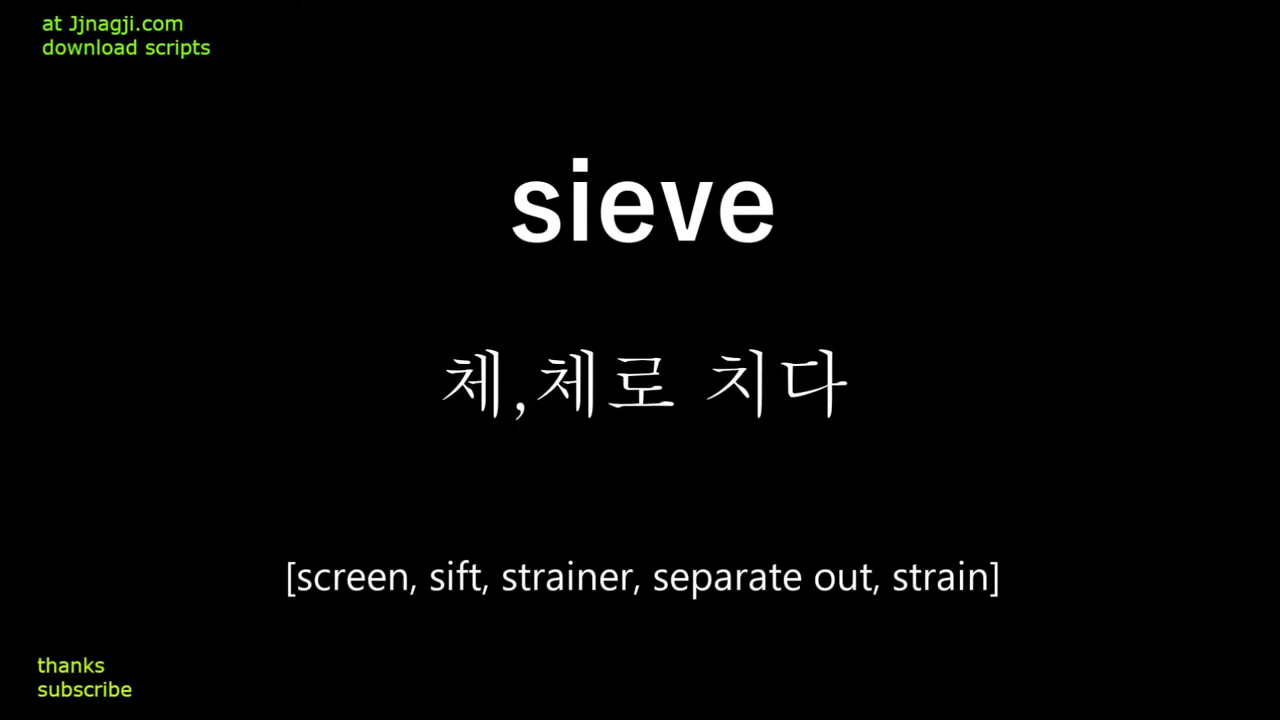 at Jjnagji.com
download scripts
sieve
체,체로 치다
[screen, sift, strainer, separate out, strain]
thanks
subscribe